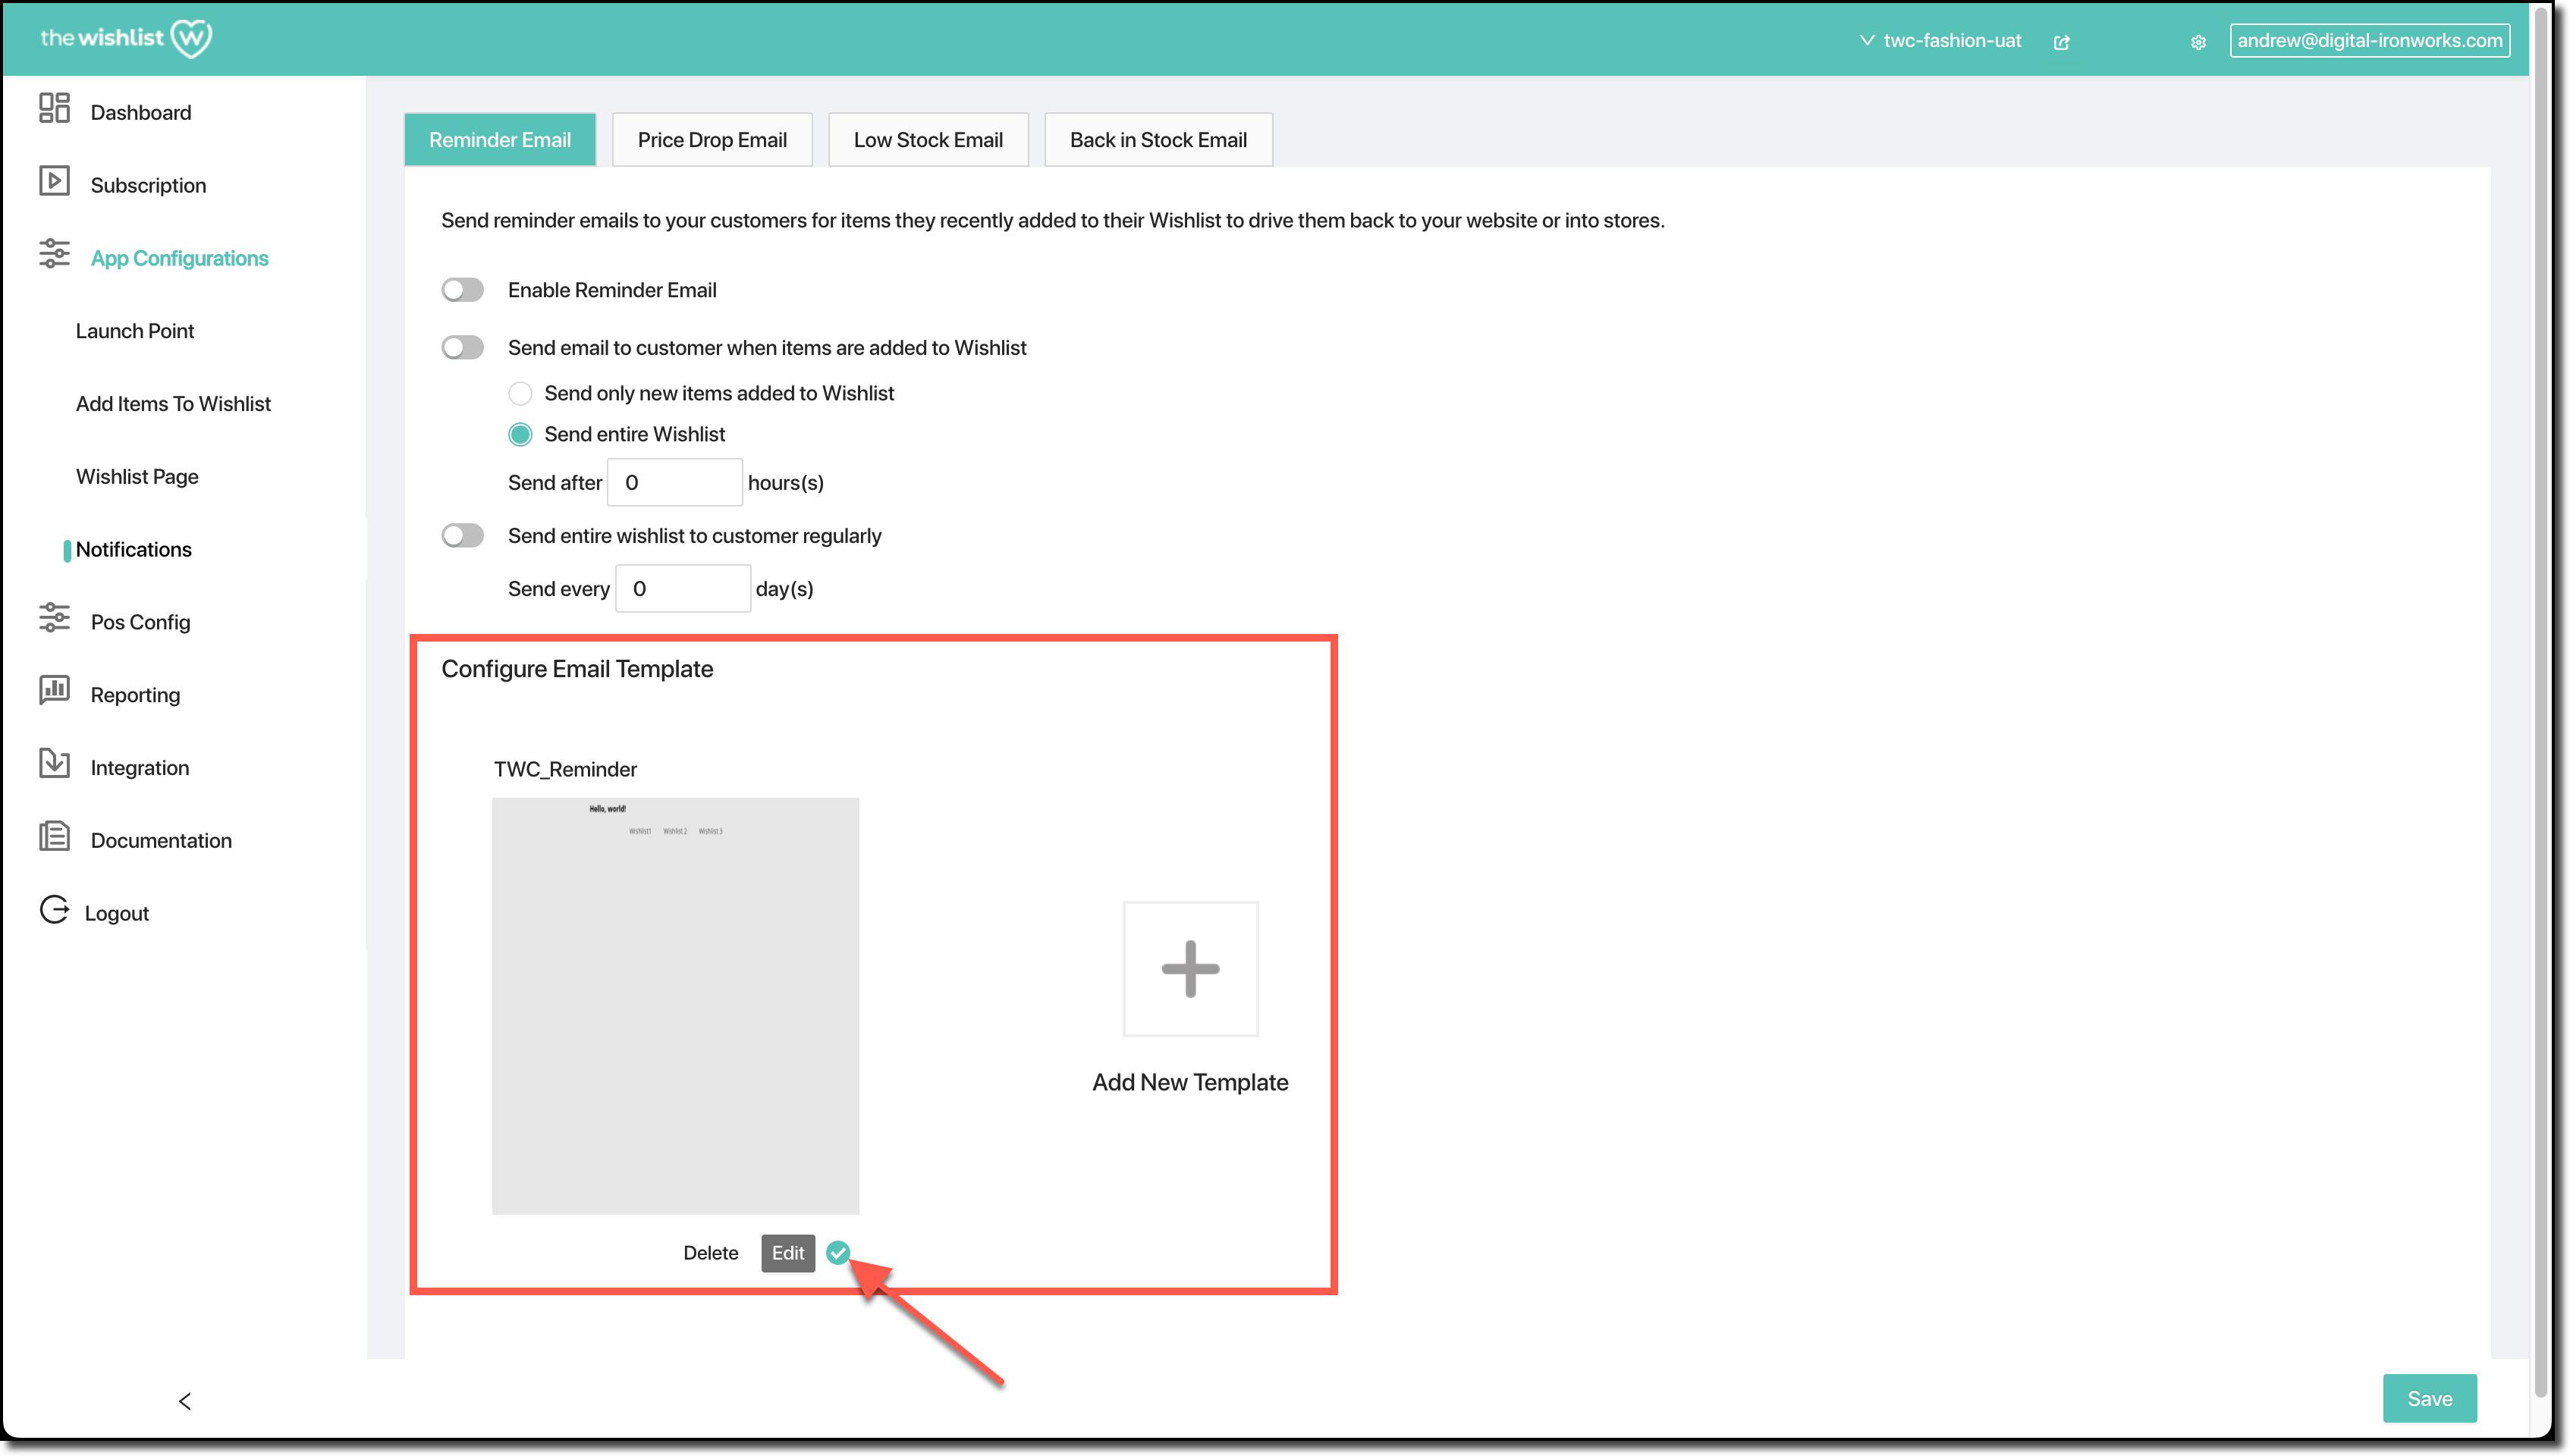 the wishlist W
twc-fashion-uat
andrew@digital-ironworks.com
Dashboard
Subscription
App Configurations
Launch Point
Add Items To Wishlist
Wishlist Page
Notifications
Pos Config
Reporting
Integration
Documentation
Logout
Reminder Email
Price Drop Email
Low Stock Email
Back in Stock Email
Send reminder emails to your customers for items they recently added to their Wishlist to drive them back to your website or into stores.
Enable Reminder Email
Send email to customer when items are added to Wishlist
Send only new items added to Wishlist
Send entire Wishlist
Send after 0 hours(s)
Send entire wishlist to customer regularly
Send every 0 day(s)
Configure Email Template
TWC_Reminder
Hello, world!
Wishlist1 Wishlist 2 Wishlist 3
Add New Template
Delete Edit
Save